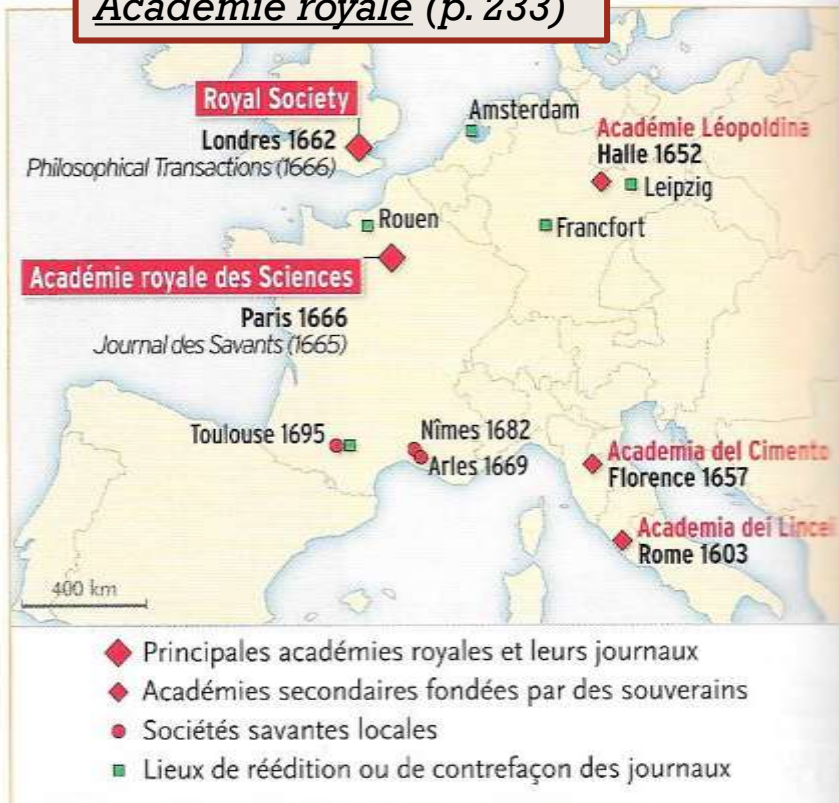 Académie royale (p. 233)
Royal Society
Londres 1662
Philosophical Transactions (1666)
Amsterdam
Académie Léopoldina
Halle 1652
Leipzig
Rouen
Francfort
Académie royale des Sciences
Paris 1666
Journal des Savants (1665)
Toulouse 1695
Nîmes 1682
Arles 1669
Academia del Cimento
Florence 1657
Academia dei Lincei
Rome 1603
400 km
Principales académies royales et leurs journaux
Académies secondaires fondées par des souverains
Sociétés savantes locales
Lieux de réédition ou de contrefaçon des journaux